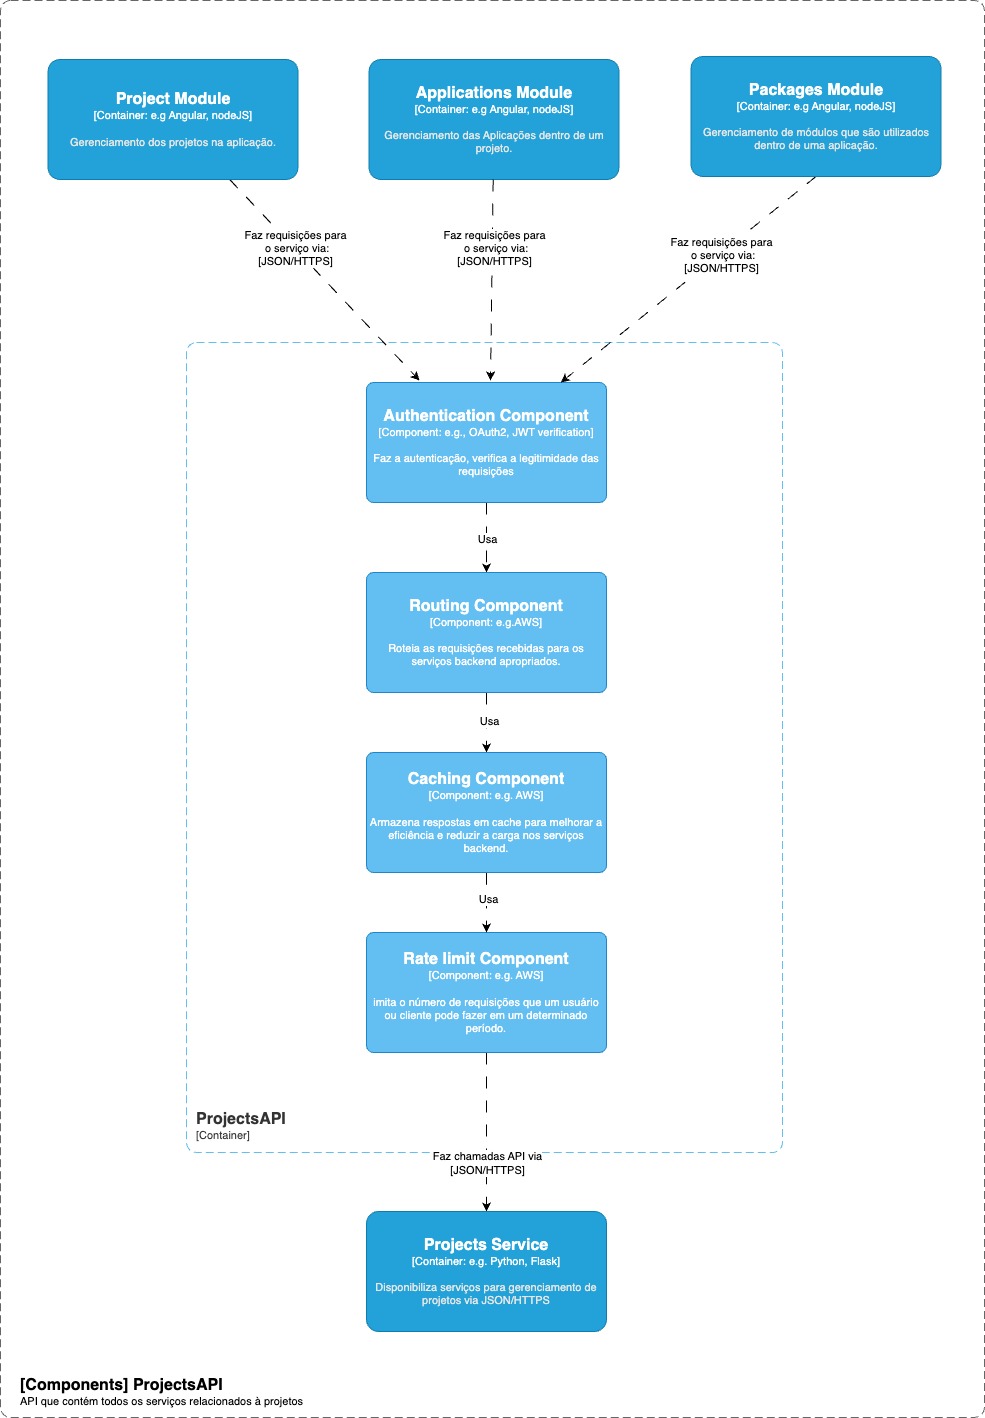 Project Module
[Container: e.g Angular, nodeJS]
Gerenciamento dos projetos na aplicação.
Applications Module
[Container: e.g Angular, nodeJS]
Gerenciamento das Aplicações dentro de um
projeto.
Packages Module
[Container: e.g Angular, nodeJS]
Gerenciamento de módulos que são utilizados
dentro de uma aplicação.
Faz requisições para
o serviço via:
[JSON/HTTPS]
Faz requisições para
o serviço via:
[JSON/HTTPS]
Faz requisições para
o serviço via:
[JSON/HTTPS]
Authentication Component
[Component: e.g., OAuth2, JWT verification]
Faz a autenticação, verifica a legitimidade das
requisições
Usa
Routing Component
[Component: e.g.AWS]
Roteia as requisições recebidas para os
serviços backend apropriados.
Usa
Caching Component
[Component: e.g. AWS]
Armazena respostas em cache para melhorar a
eficiência e reduzir a carga nos serviços
backend.
Usa
Rate limit Component
[Component: e.g. AWS]
imita o número de requisições que um usuário
ou cliente pode fazer em um determinado
período.
ProjectsAPI
[Container]
Faz chamadas API via
[JSON/HTTPS]
Projects Service
[Container: e.g. Python, Flask]
Disponibiliza serviços para gerenciamento de
projetos via JSON/HTTPS
[Components] ProjectsAPI
API que contém todos os serviços relacionados à projetos